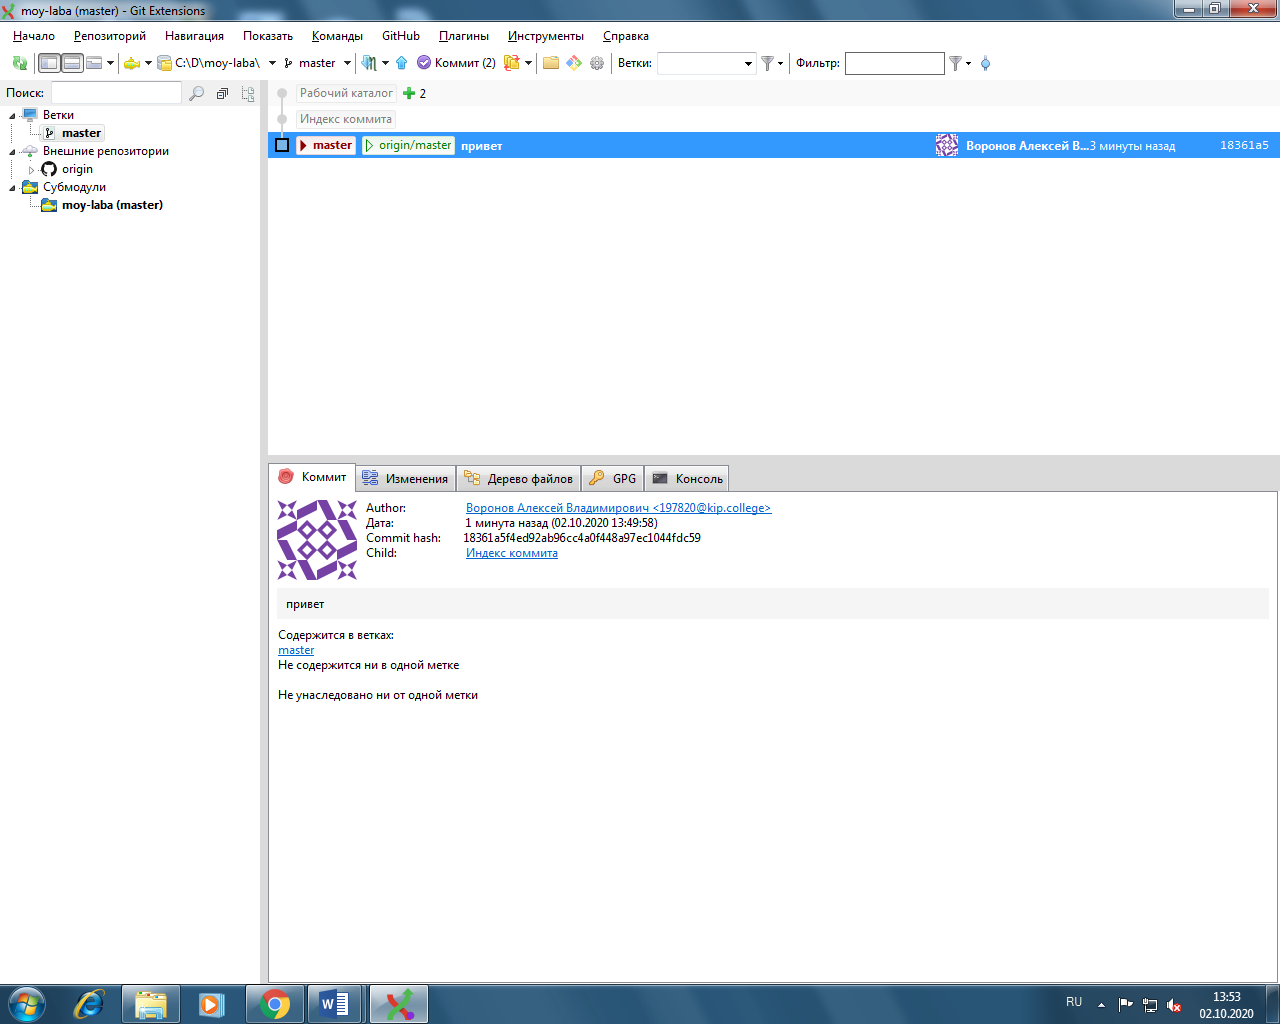 moy-laba (master) - Git Extensions
Начало Репозиторий Навигация Показать Команды GitHub Плагины Инструменты Справка
C:\D\moy-laba\ master Коммит (2) Ветки: Фильтр:
Поиск:
Ветки
master
Внешние репозитории
origin
Субмодули
moy-laba (master)
Рабочий каталог 2
Индекс коммита
master origin/master привет Воронов Алексей В...3 минуты назад 18361a5
Коммит Изменения Дерево файлов GPG Консоль
Author: Воронов Алексей Владимирович <197820@kip.college>
Дата: 1 минута назад (02.10.2020 13:49:58)
Commit hash: 18361a5f4ed92ab96cc4a0f448a97ec1044fdc59
Child: Индекс коммита
привет
Содержится в ветках:
master
Не содержится ни в одной метке
Не унаследовано ни от одной метки
RU 13:53
02.10.2020